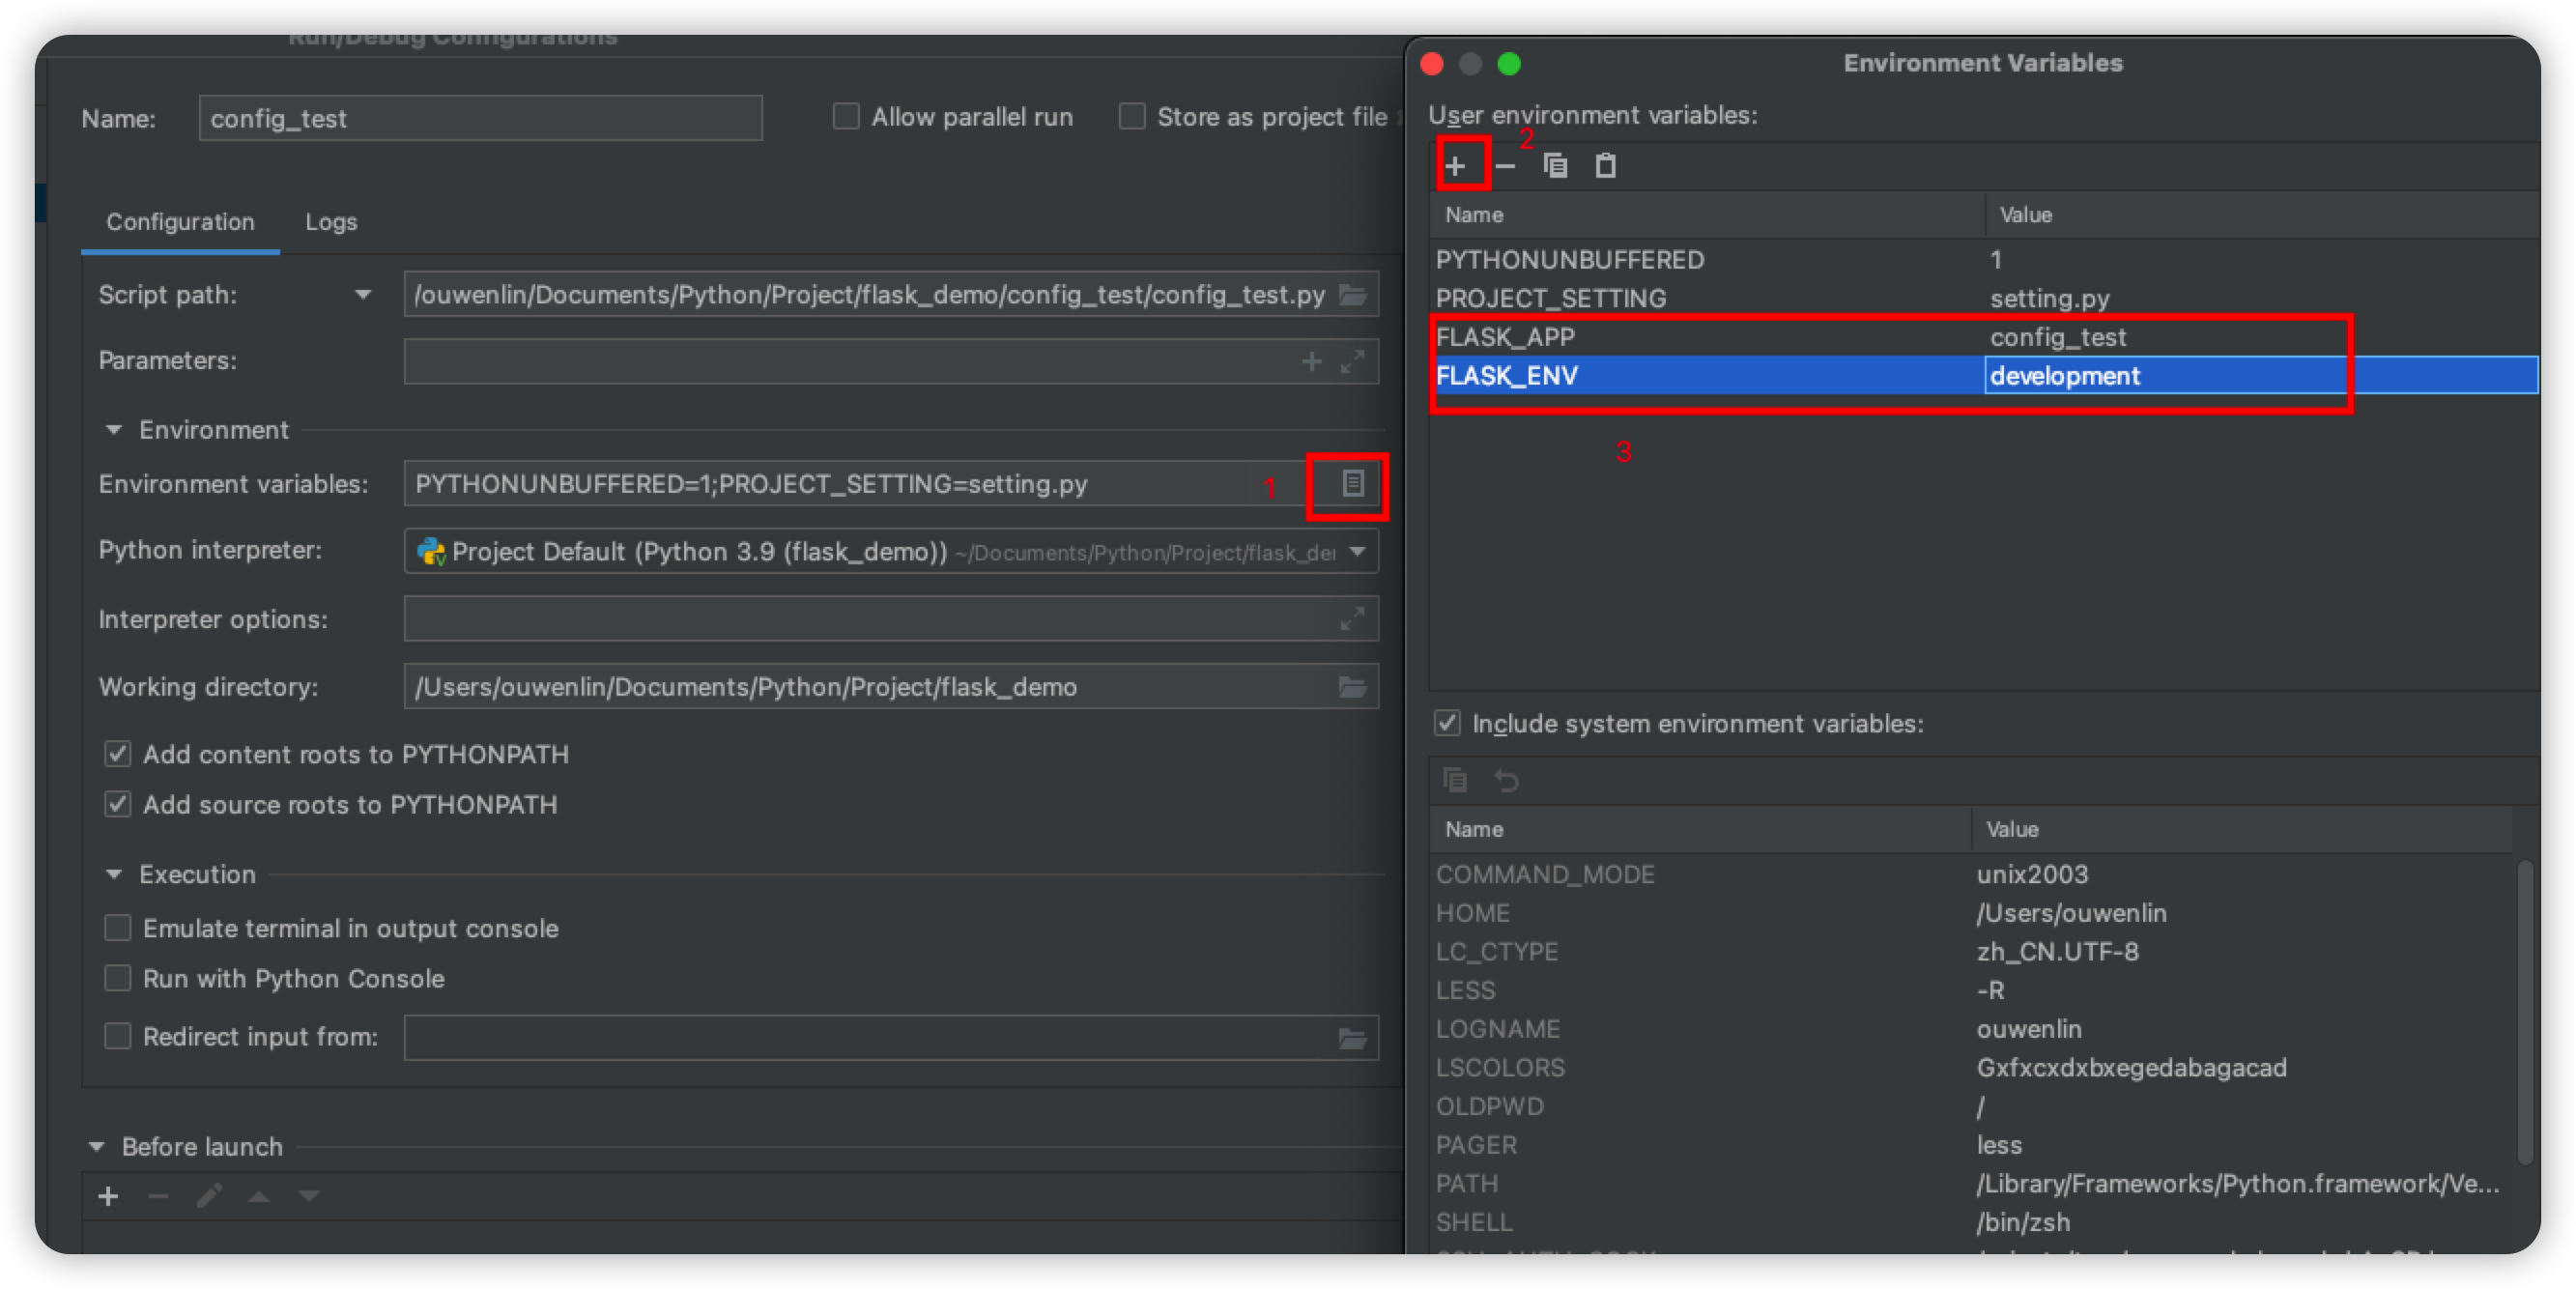 Run/Debug Configurations
Name: config_test
Allow parallel run
Store as project file
Configuration
Logs
Script path: /ouwenlin/Documents/Python/Project/flask_demo/config_test/config_test.py
Parameters:
Environment
Environment variables: PYTHONUNBUFFERED=1;PROJECT_SETTING=setting.py
1
Python interpreter: Project Default (Python 3.9 (flask_demo)) ~/Documents/Python/Project/flask_der
Interpreter options:
Working directory: /Users/ouwenlin/Documents/Python/Project/flask_demo
Add content roots to PYTHONPATH
Add source roots to PYTHONPATH
Execution
Emulate terminal in output console
Run with Python Console
Redirect input from:
Before launch
Environment Variables
User environment variables:
2
Name Value
PYTHONUNBUFFERED 1
PROJECT_SETTING setting.py
FLASK_APP config_test
FLASK_ENV development
3
Include system environment variables:
Name Value
COMMAND_MODE unix2003
HOME /Users/ouwenlin
LC_CTYPE zh_CN.UTF-8
LESS -R
LOGNAME ouwenlin
LSCOLORS Gxfxcxdxbxegedabagacad
OLDPWD /
PAGER less
PATH /Library/Frameworks/Python.framework/Ve...
SHELL /bin/zsh